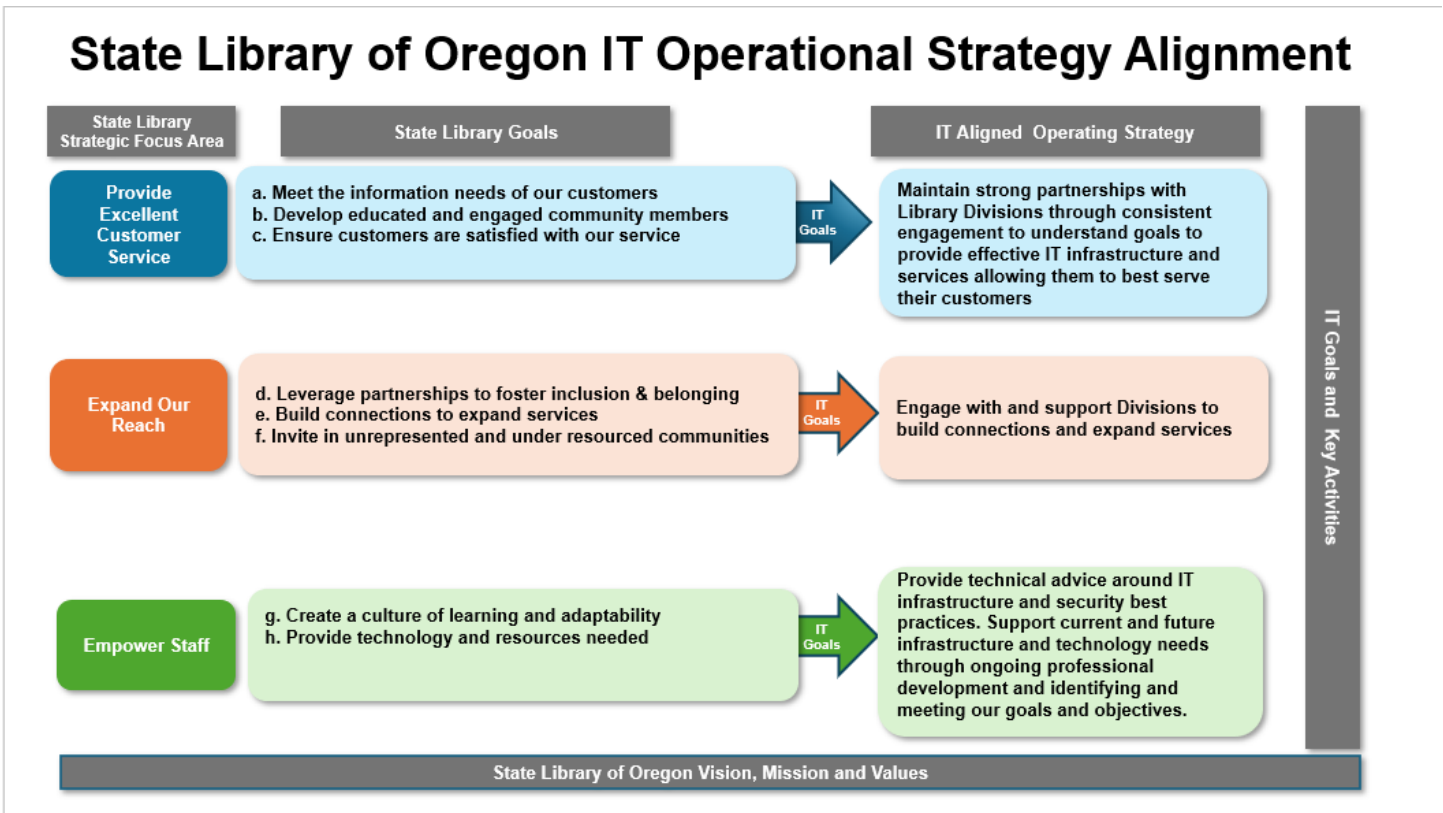 State Library of Oregon IT Operational Strategy Alignment
State Library
Strategic Focus Area
State Library Goals
IT Aligned Operating Strategy
Provide
Excellent
Customer
Service
a. Meet the information needs of our customers
b. Develop educated and engaged community members
c. Ensure customers are satisfied with our service
IT
Goals
Maintain strong partnerships with
Library Divisions through consistent
engagement to understand goals to
provide effective IT infrastructure and
services allowing them to best serve
their customers
Expand Our
Reach
d. Leverage partnerships to foster inclusion & belonging
e. Build connections to expand services
f. Invite in unrepresented and under resourced communities
IT
Goals
Engage with and support Divisions to
build connections and expand services
Empower Staff
g. Create a culture of learning and adaptability
h. Provide technology and resources needed
IT
Goals
Provide technical advice around IT
infrastructure and security best
practices. Support current and future
infrastructure and technology needs
through ongoing professional
development and identifying and
meeting our goals and objectives.
IT Goals and Key Activities
State Library of Oregon Vision, Mission and Values